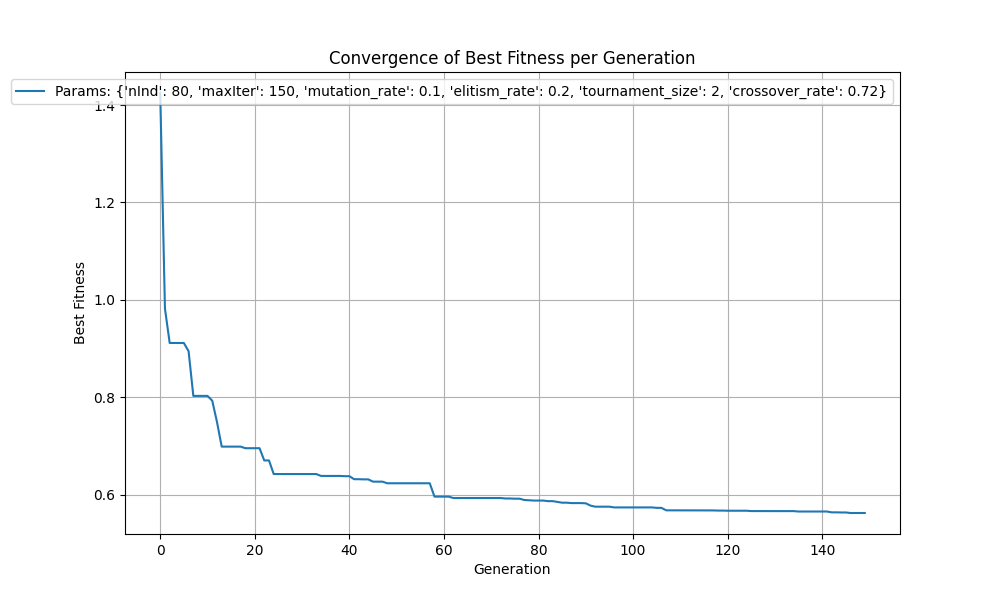 Convergence of Best Fitness per Generation
Params: {'nInd': 80, 'maxIter': 150, 'mutation_rate': 0.1, 'elitism_rate': 0.2, 'tournament_size': 2, 'crossover_rate': 0.72}
1.4
1.2
1.0
0.8
0.6
Best Fitness
0 20 40 60 80 100 120 140
Generation